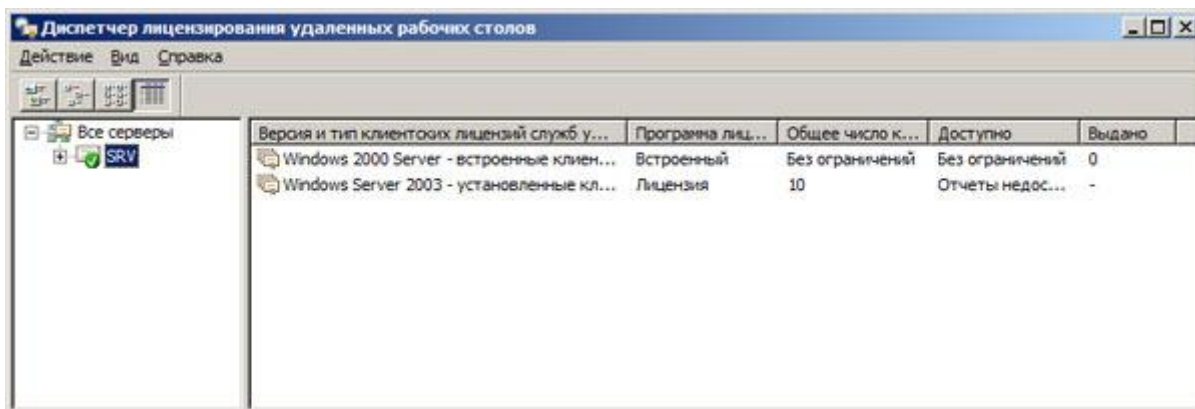 Диспетчер лицензирования удаленных рабочих столов
Действие Вид Справка
Все серверы
SRV
Версия и тип клиентских лицензий служб у... Программа лиц... Общее число к... Доступно Выдано
Windows 2000 Server - встроенные клиен... Встроенный Без ограничений Без ограничений 0
Windows Server 2003 - установленные кл... Лицензия 10 Отчеты недос... -